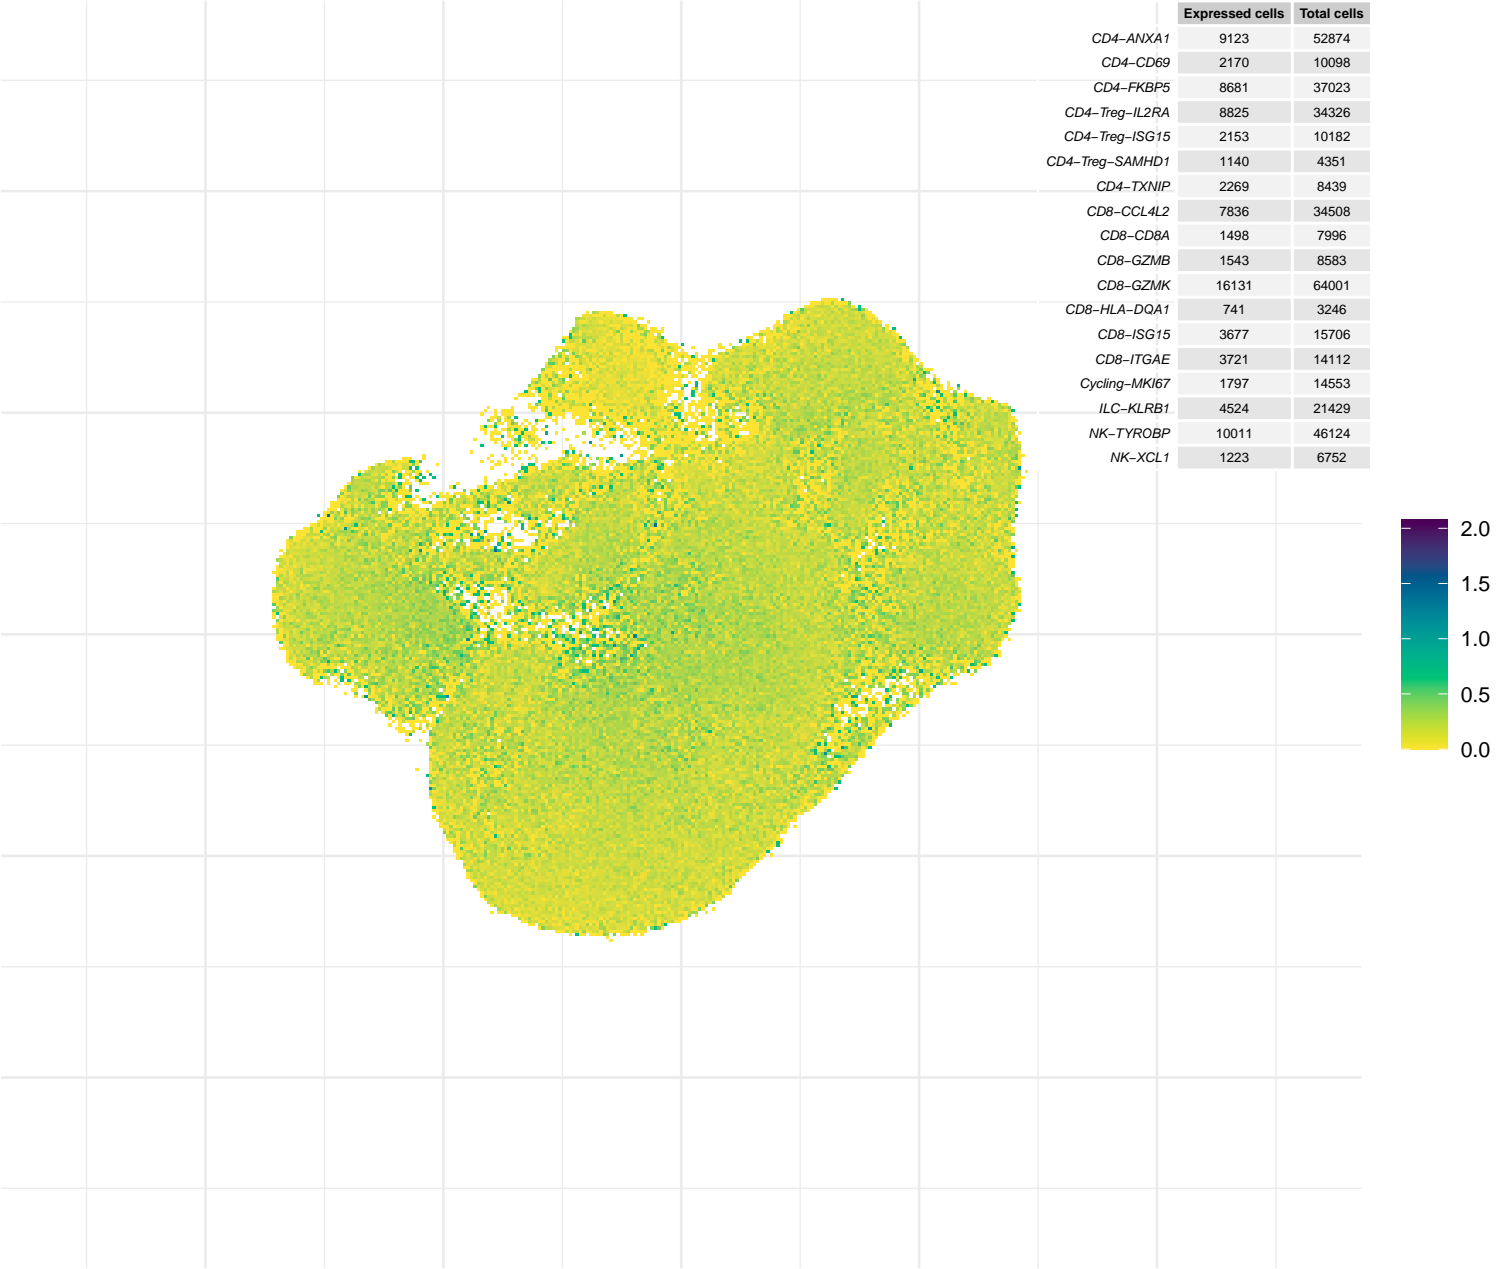 Expressed cells Total cells
CD4−ANXA1 9123 52874
CD4−CD69 2170 10098
CD4−FKBP5 8681 37023
CD4−Treg−IL2RA 8825 34326
CD4−Treg−ISG15 2153 10182
CD4−Treg−SAMHD1 1140 4351
CD4−TXNIP 2269 8439
CD8−CCL4L2 7836 34508
CD8−CD8A 1498 7996
CD8−GZMB 1543 8583
CD8−GZMK 16131 64001
CD8−HLA−DQA1 741 3246
CD8−ISG15 3677 15706
CD8−ITGAE 3721 14112
Cycling−MKI67 1797 14553
ILC−KLRB1 4524 21429
NK−TYROBP 10011 46124
NK−XCL1 1223 6752
2.0
1.5
1.0
0.5
0.0